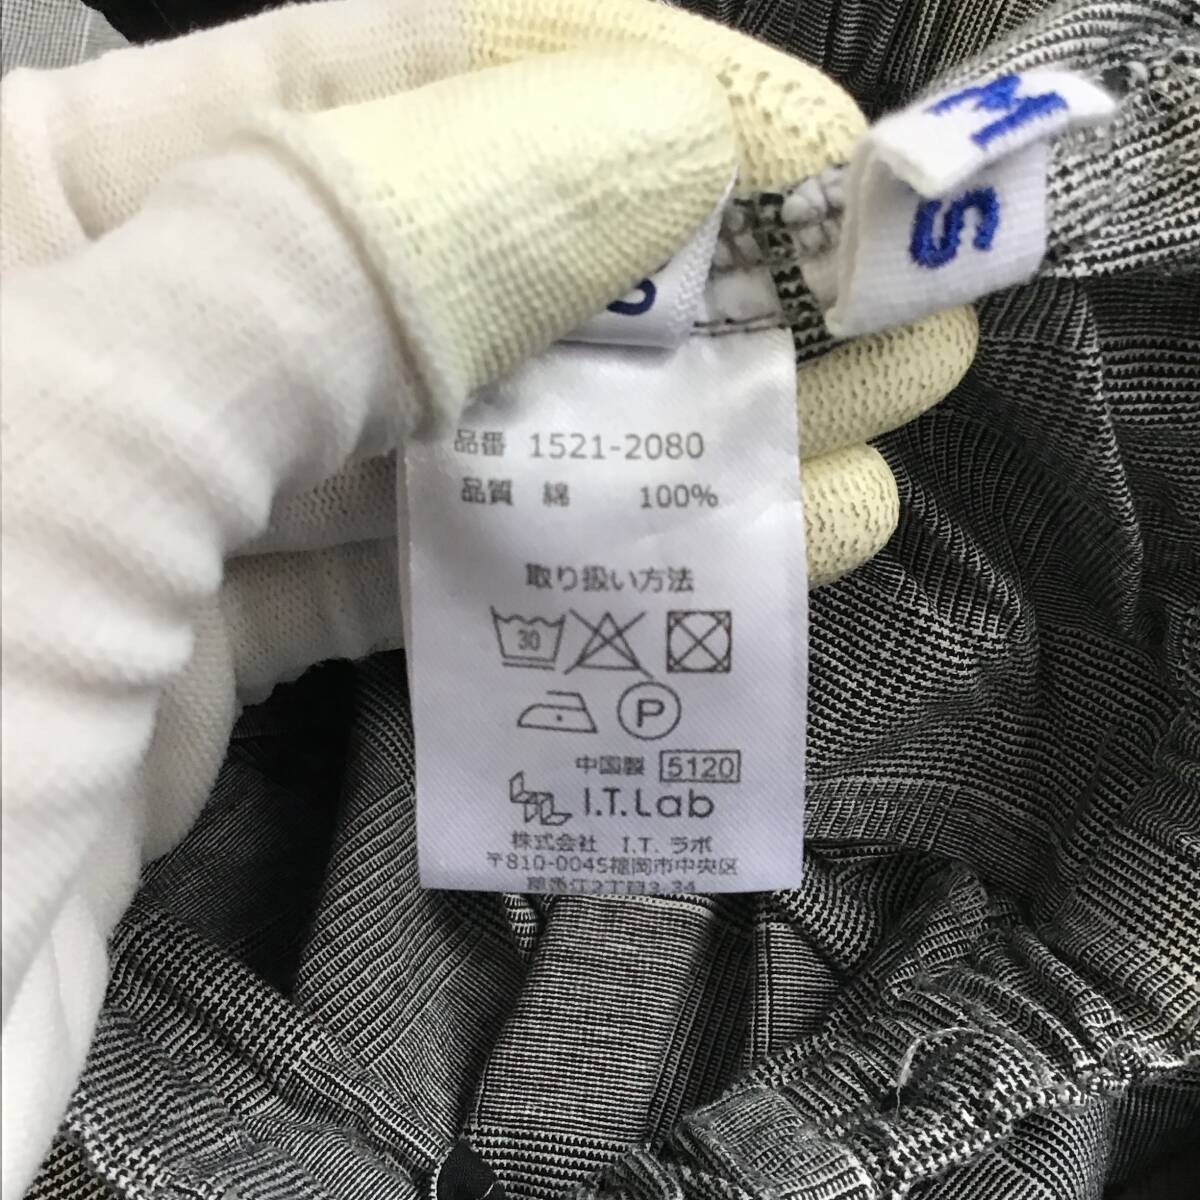 M
S
品番 1521-2080
品質 綿 100%
取り扱い方法
30
P
中国製 5120
I.T.Lab
株式会社 I.T. ラボ
〒810-0045福岡市中央区